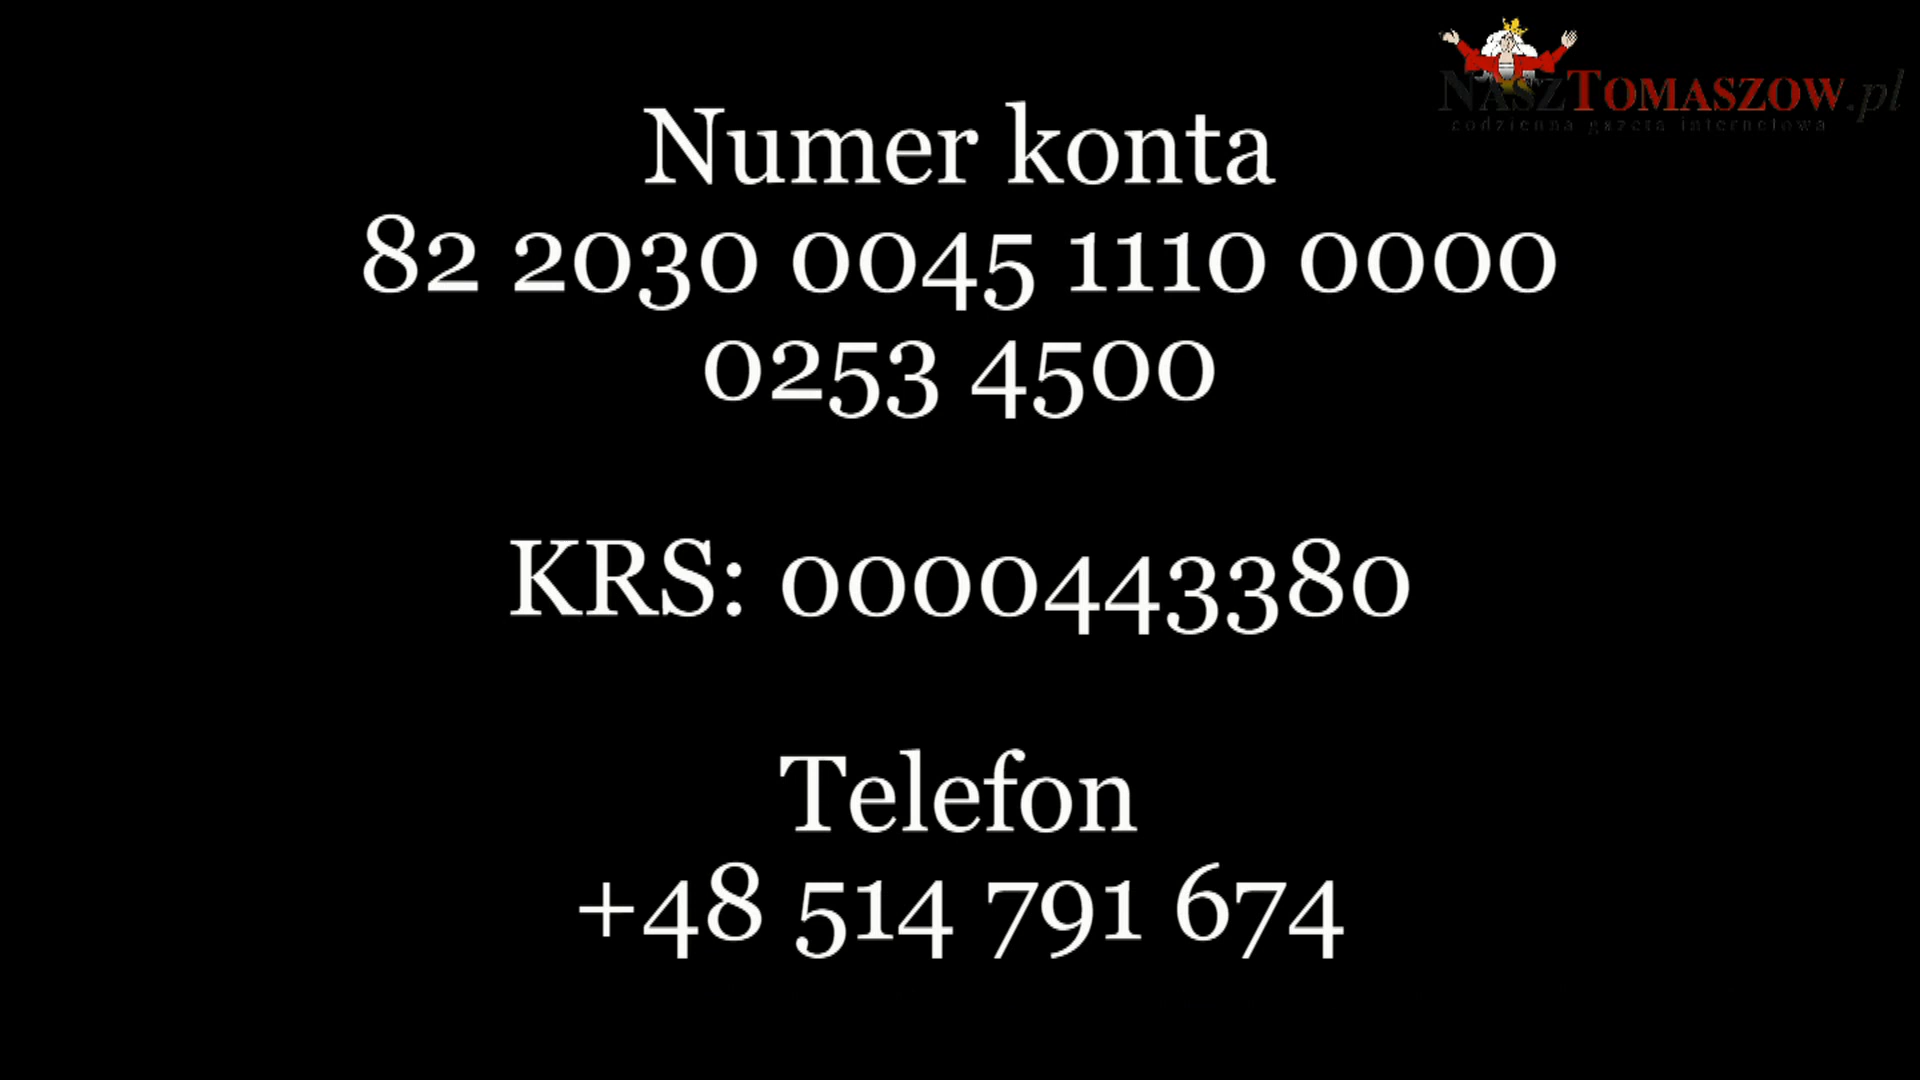 NaszTomaszow.pl
codzienna gazeta internetowa
Numer konta
82 2030 0045 1110 0000
0253 4500
KRS: 0000443380
Telefon
+48 514 791 674